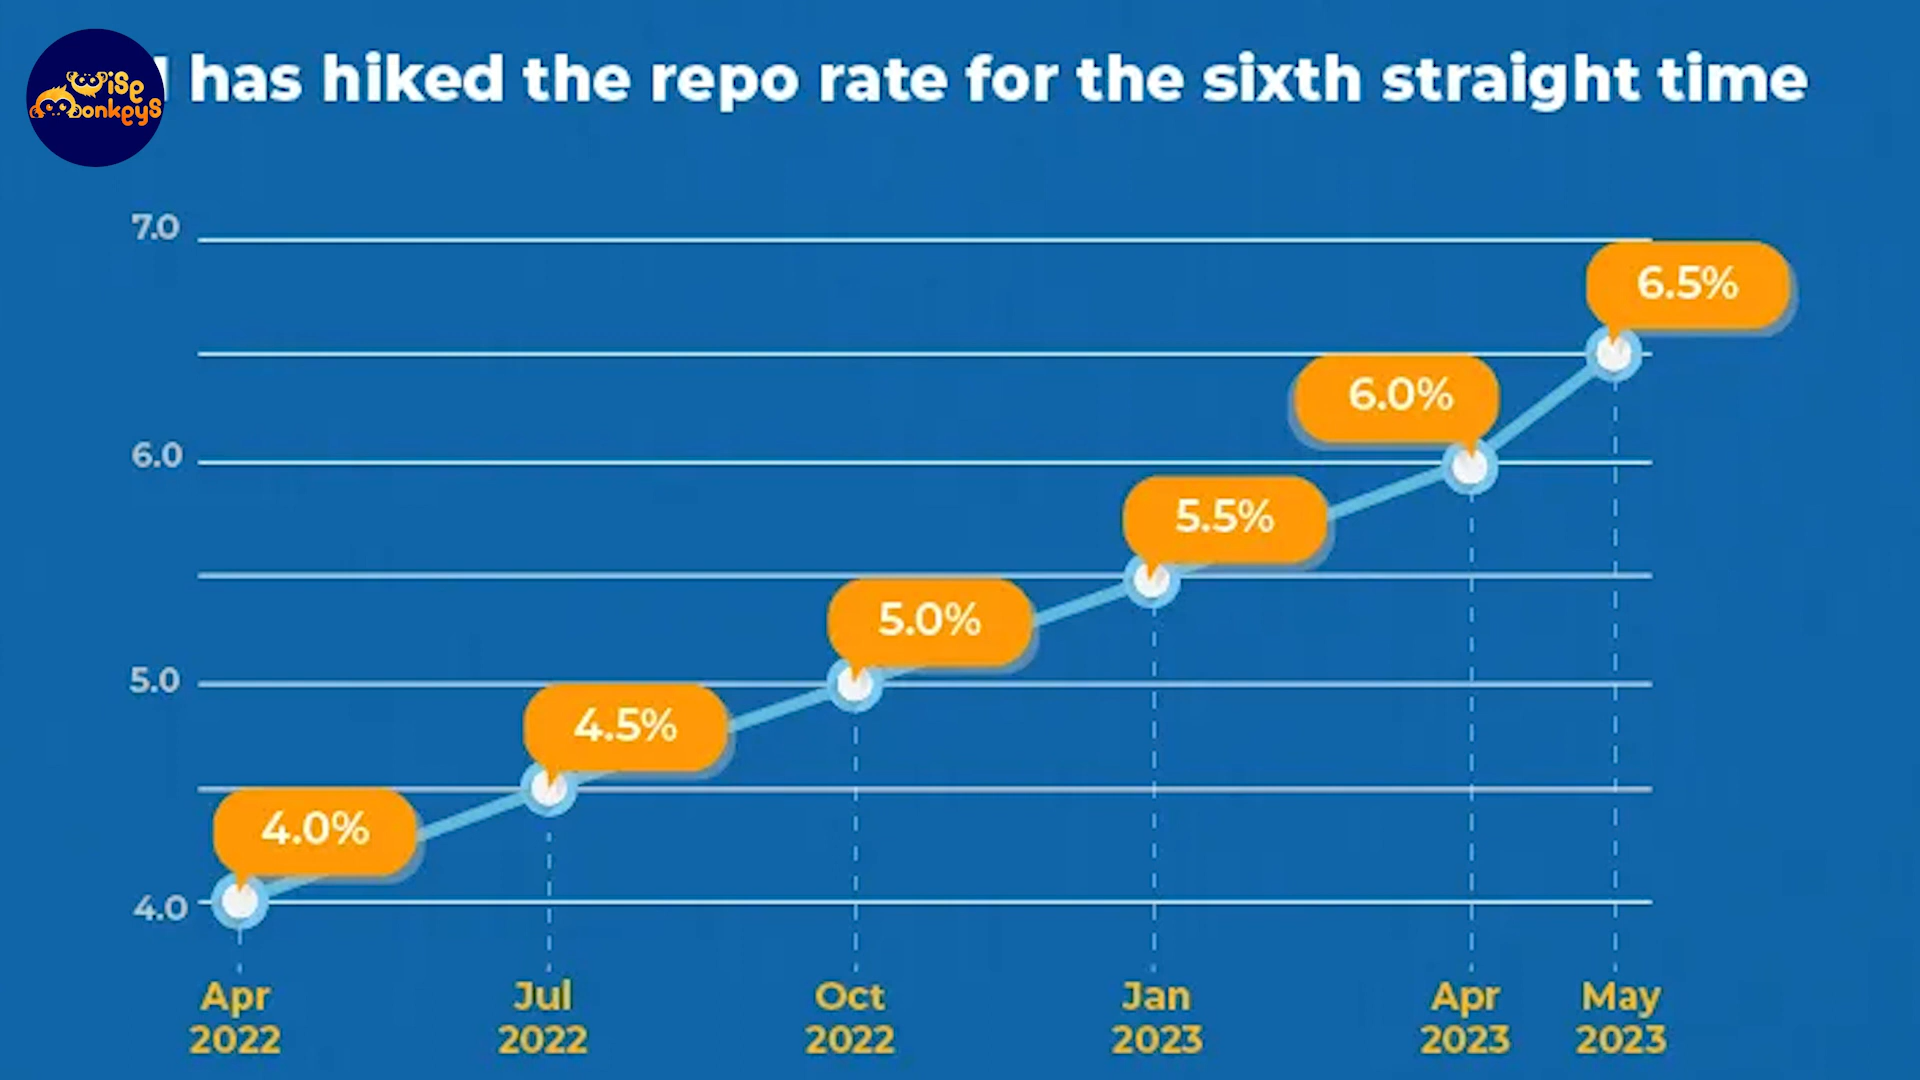 Wise
Monkeys
has hiked the repo rate for the sixth straight time
7.0
6.5%
6.0%
6.0
5.5%
5.0%
5.0
4.5%
4.0%
4.0
Apr Jul Oct Jan Apr May
2022 2022 2022 2023 2023 2023